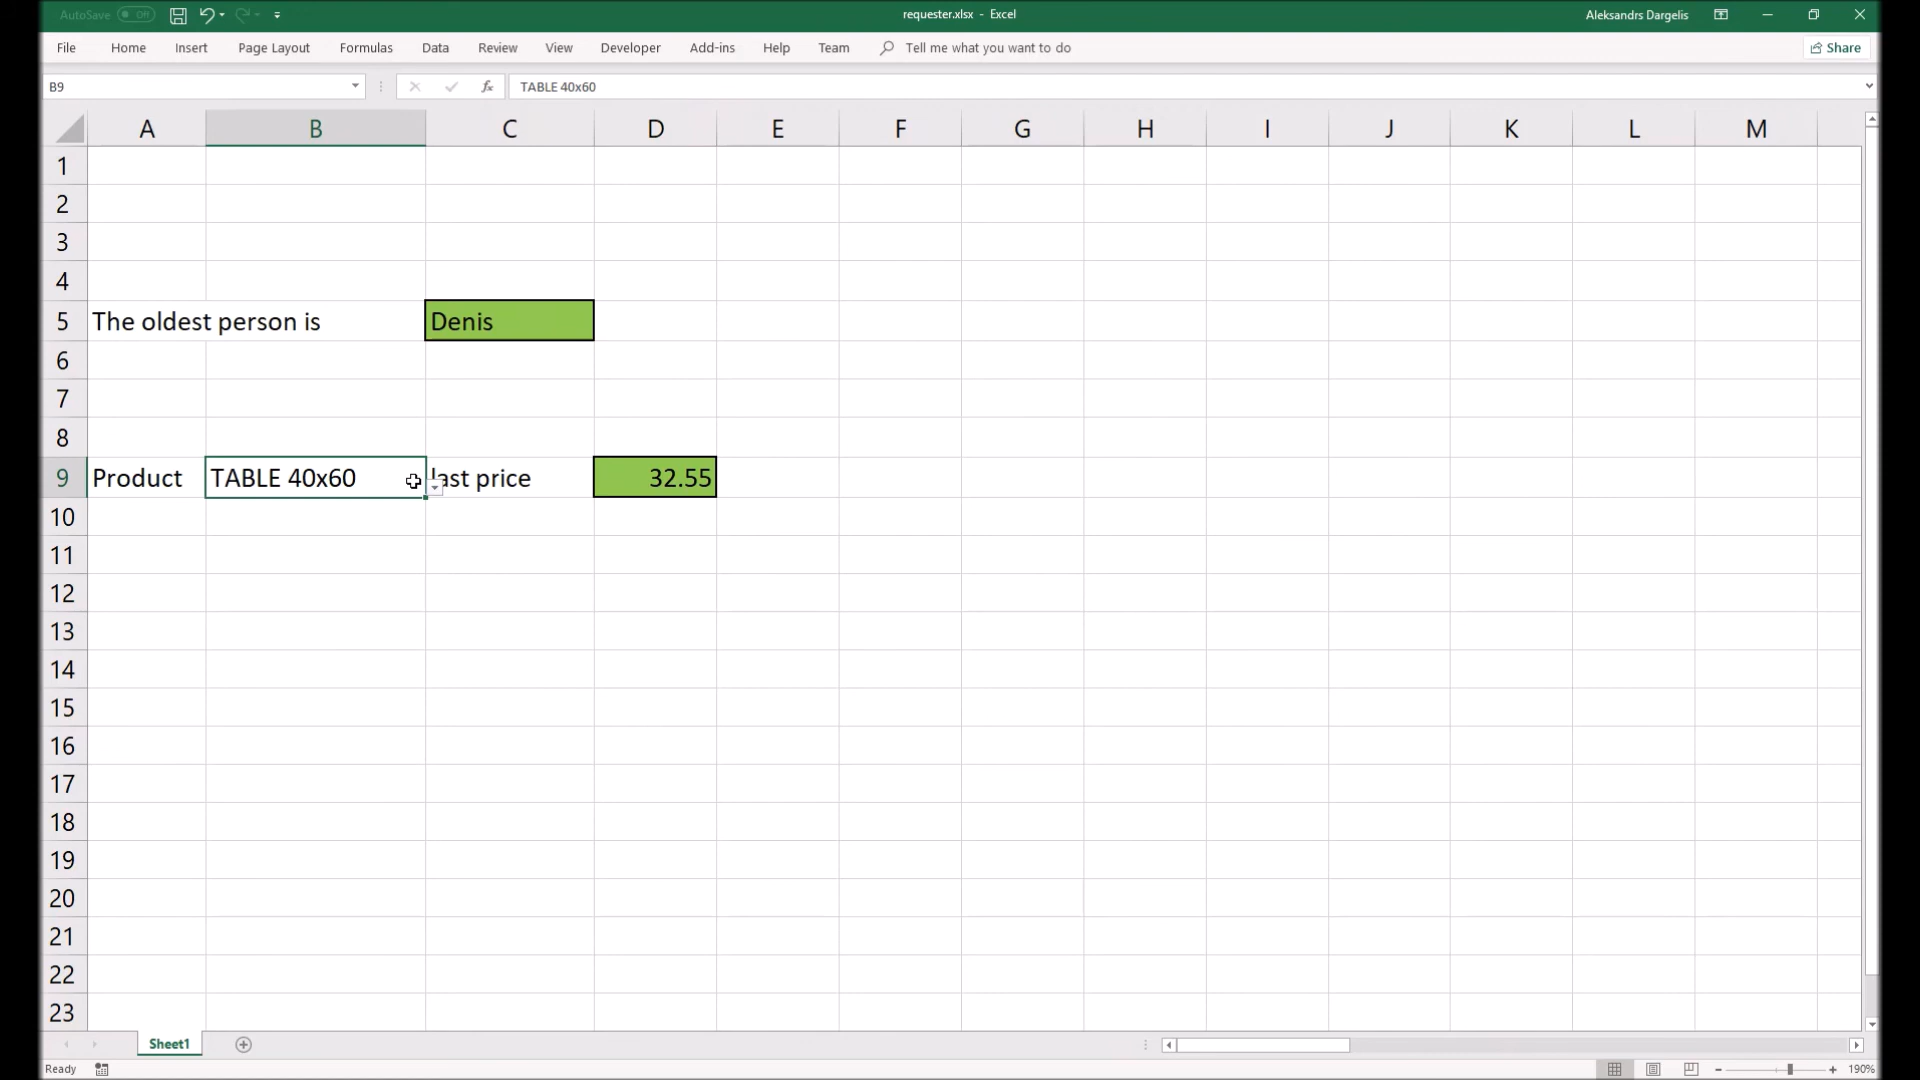 AutoSave Off
requester.xlsx - Excel
Aleksandrs Dargelis
File Home Insert Page Layout Formulas Data Review View Developer Add-ins Help Team Tell me what you want to do Share
B9 fx TABLE 40x60
A B C D E F G H I J K L M
1
2
3
4
5 The oldest person is Denis
6
7
8
9 Product TABLE 40x60 last price 32.55
10
11
12
13
14
15
16
17
18
19
20
21
22
23
Sheet1
Ready 190%